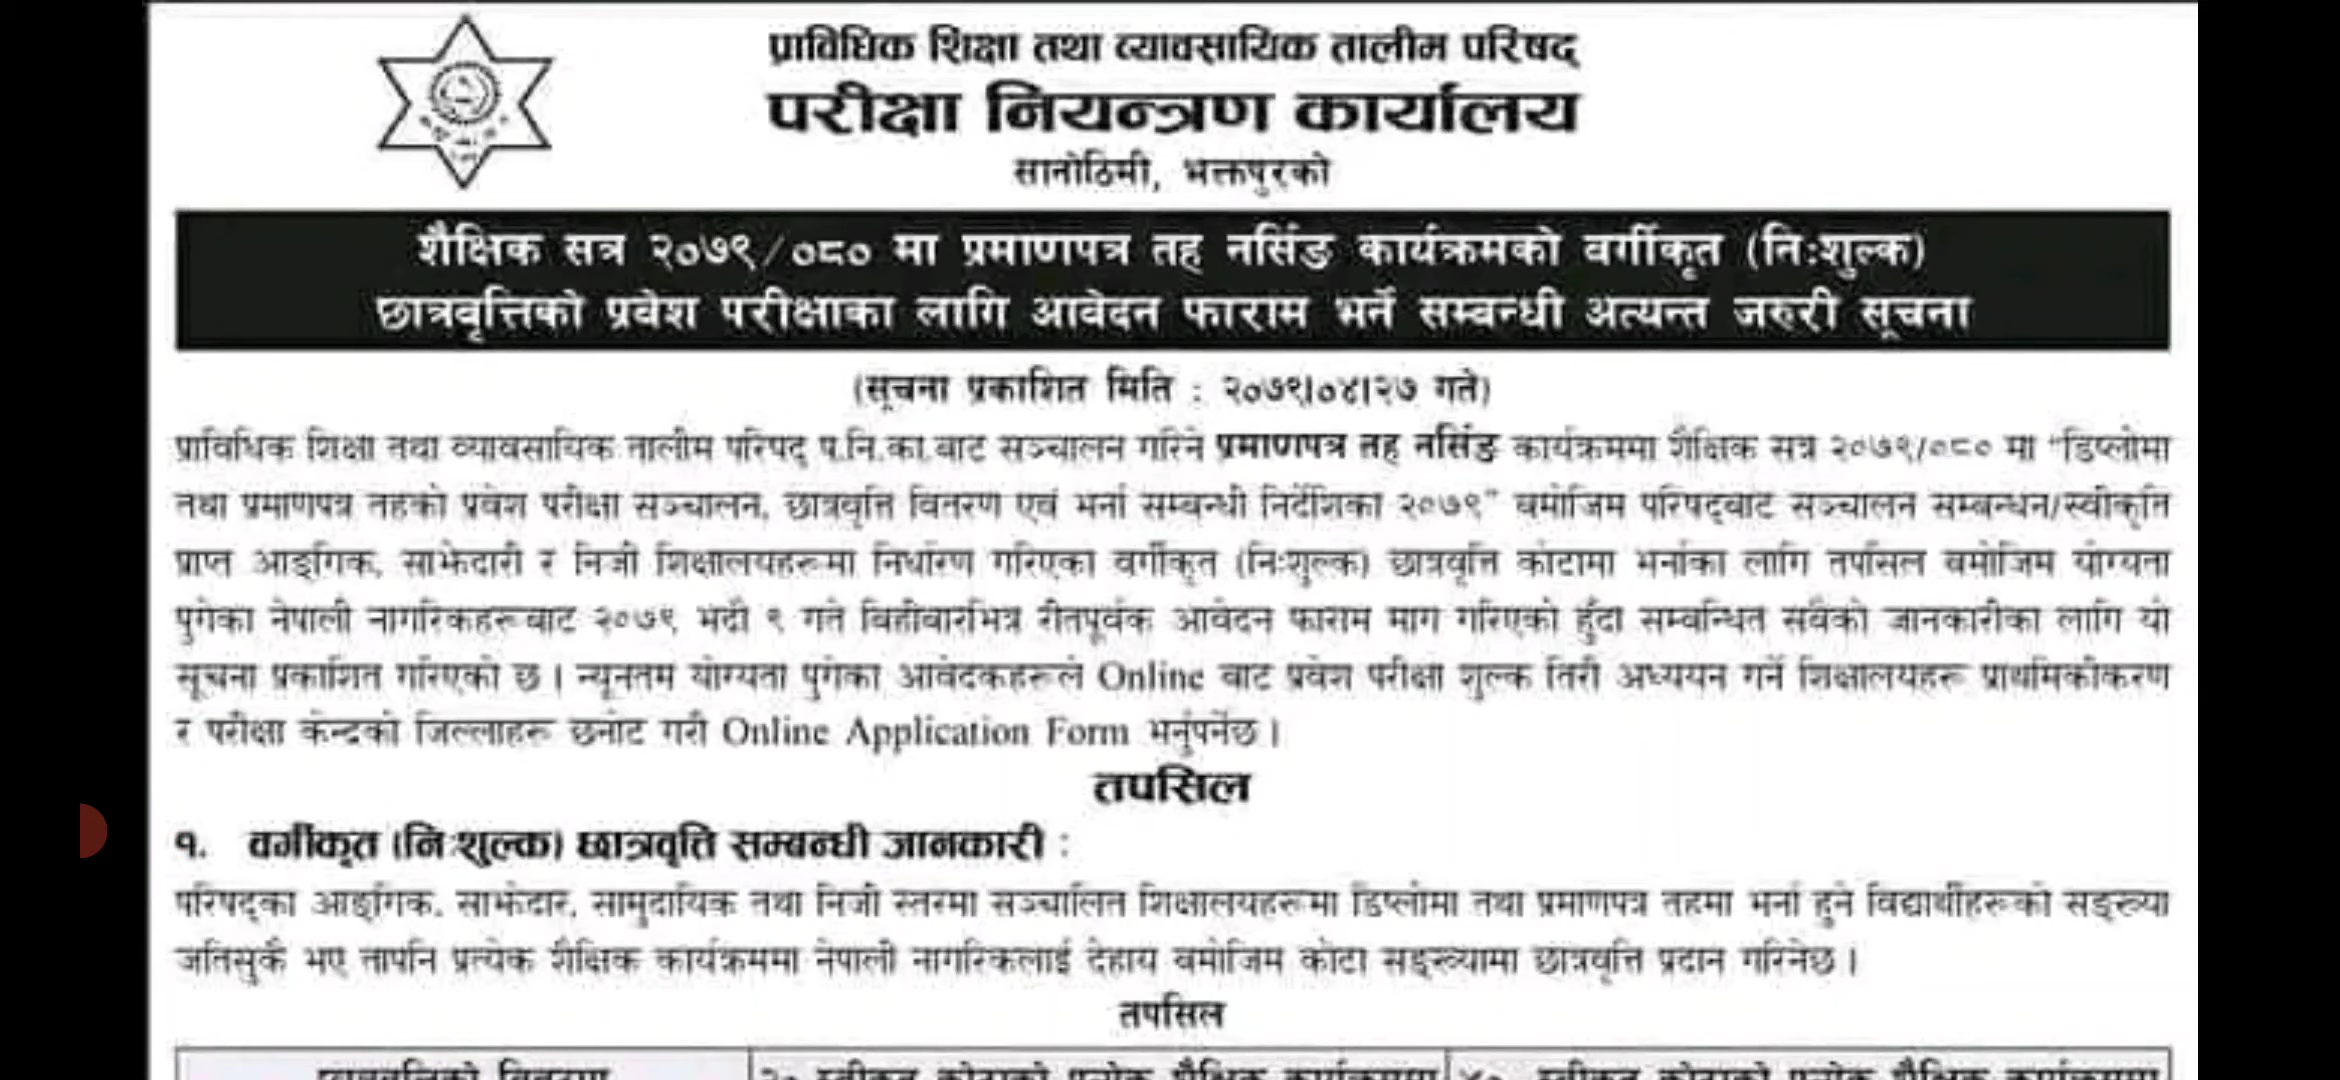 प्राविधिक शिक्षा तथा व्यावसायिक तालीम परिषद्
परीक्षा नियन्त्रण कार्यालय
सानोठिमी, भक्तपुरको
शैक्षिक सत्र २०७९/०८० मा प्रमाणपत्र तह नर्सिङ कार्यक्रमको वर्गीकृत (नि:शुल्क)
छात्रवृत्तिको प्रवेश परीक्षाका लागि आवेदन फाराम भर्ने सम्बन्धी अत्यन्त जरुरी सूचना
(सूचना प्रकाशित मिति : २०७९।०४।२७ गते)
प्राविधिक शिक्षा तथा व्यावसायिक तालीम परिषद् प.नि.का.बाट सञ्चालन गरिने प्रमाणपत्र तह नर्सिङ कार्यक्रममा शैक्षिक सत्र २०७९/०८० मा "डिप्लोमा
तथा प्रमाणपत्र तहको प्रवेश परीक्षा सञ्चालन, छात्रवृत्ति वितरण एवं भर्ना सम्बन्धी निर्देशिका २०७९" बमोजिम परिषद्बाट सञ्चालन सम्बन्धन/स्वीकृति
प्राप्त आङ्गिक, साझेदारी र निजी शिक्षालयहरूमा निर्धारण गरिएका वर्गीकृत (नि:शुल्क) छात्रवृत्ति कोटामा भर्नाका लागि तपसिल बमोजिम योग्यता
पुगेका नेपाली नागरिकहरूबाट २०७९ भदौ ९ गते बिहीबारभित्र रीतपूर्वक आवेदन फाराम माग गरिएको हुँदा सम्बन्धित सबैको जानकारीका लागि यो
सूचना प्रकाशित गरिएको छ । न्यूनतम योग्यता पुगेका आवेदकहरूले Online बाट प्रवेश परीक्षा शुल्क तिरी अध्ययन गर्ने शिक्षालयहरू प्राथमिकीकरण
र परीक्षा केन्द्रको जिल्लाहरू छनोट गरी Online Application Form भर्नुपर्नेछ ।
तपसिल
१. वर्गीकृत (नि:शुल्क) छात्रवृति सम्बन्धी जानकारी :
परिषद्का आङ्गिक, साझेदार, सामुदायिक तथा निजी स्तरमा सञ्चालित शिक्षालयहरूमा डिप्लोमा तथा प्रमाणपत्र तहमा भर्ना हुने विद्यार्थीहरूको सङ्ख्या
जतिसुकै भए तापनि प्रत्येक शैक्षिक कार्यक्रममा नेपाली नागरिकलाई देहाय बमोजिम कोटा सङ्ख्यामा छात्रवृत्ति प्रदान गरिनेछ ।
तपसिल